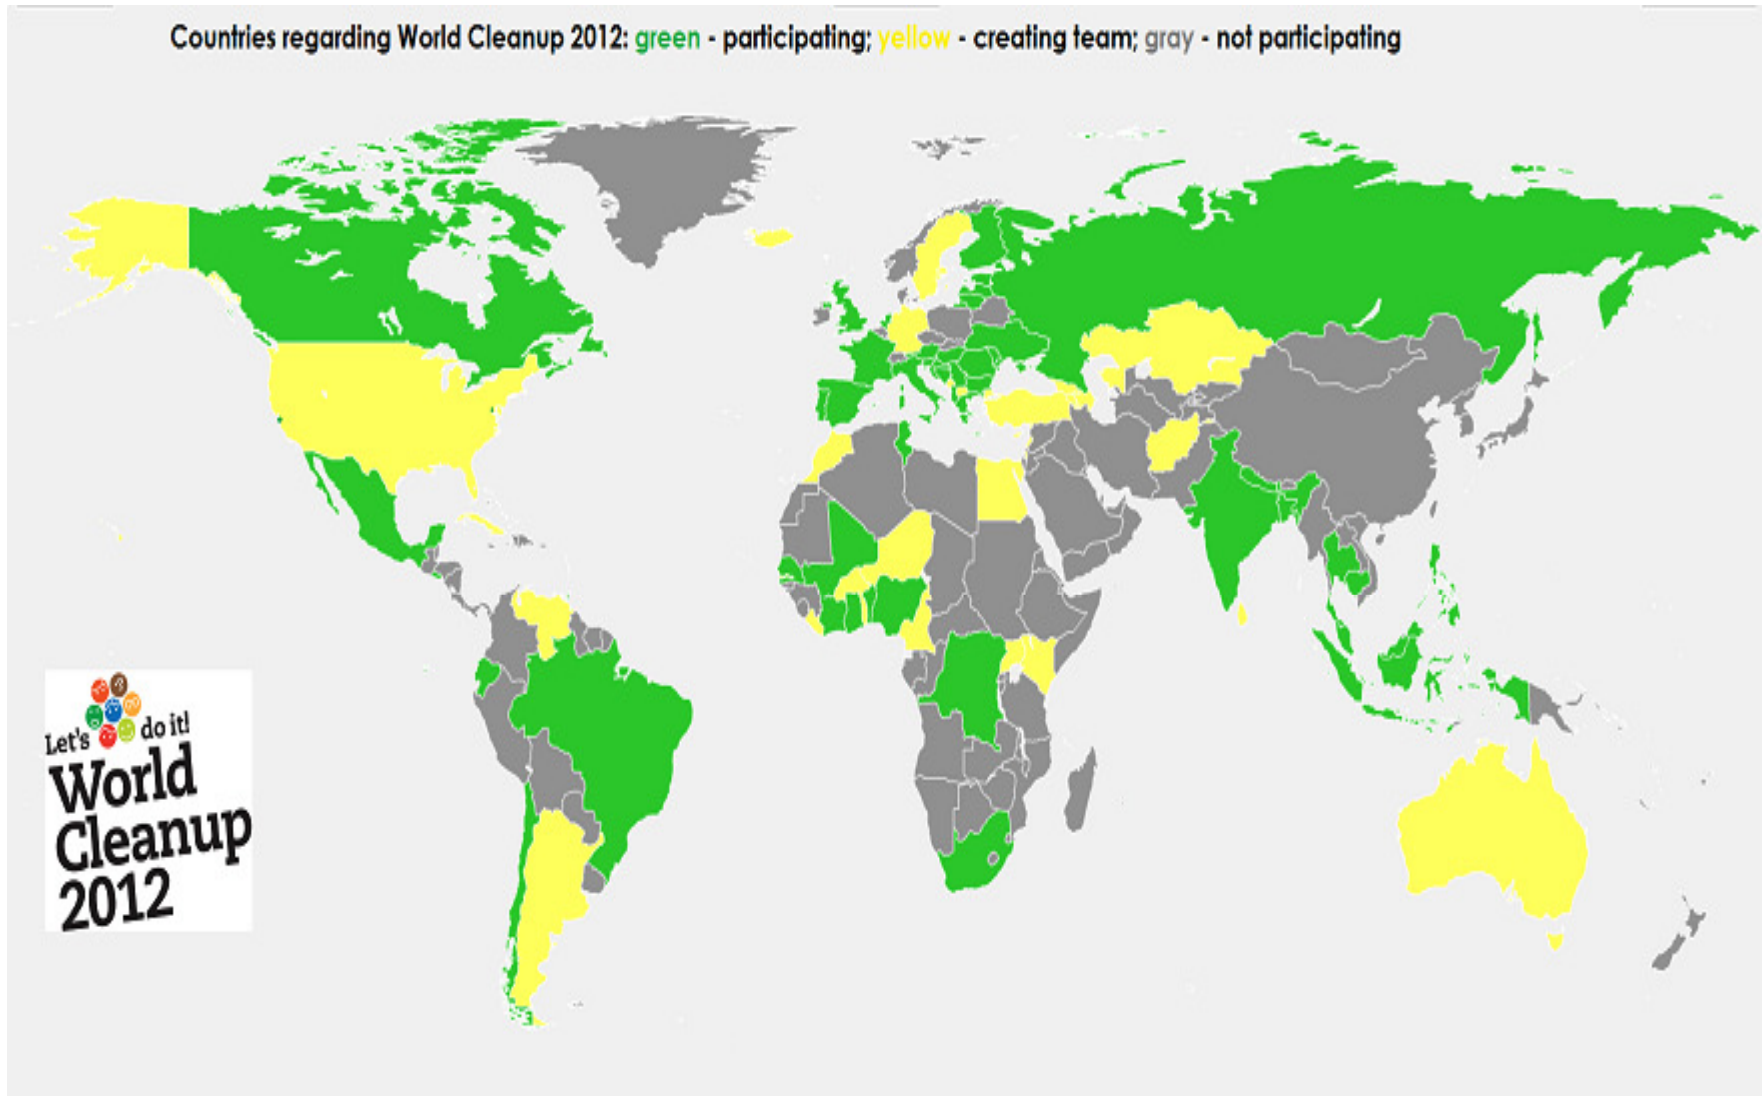 Countries regarding World Cleanup 2012: green - participating; yellow - creating team; gray - not participating
Let's do it!
World
Cleanup
2012